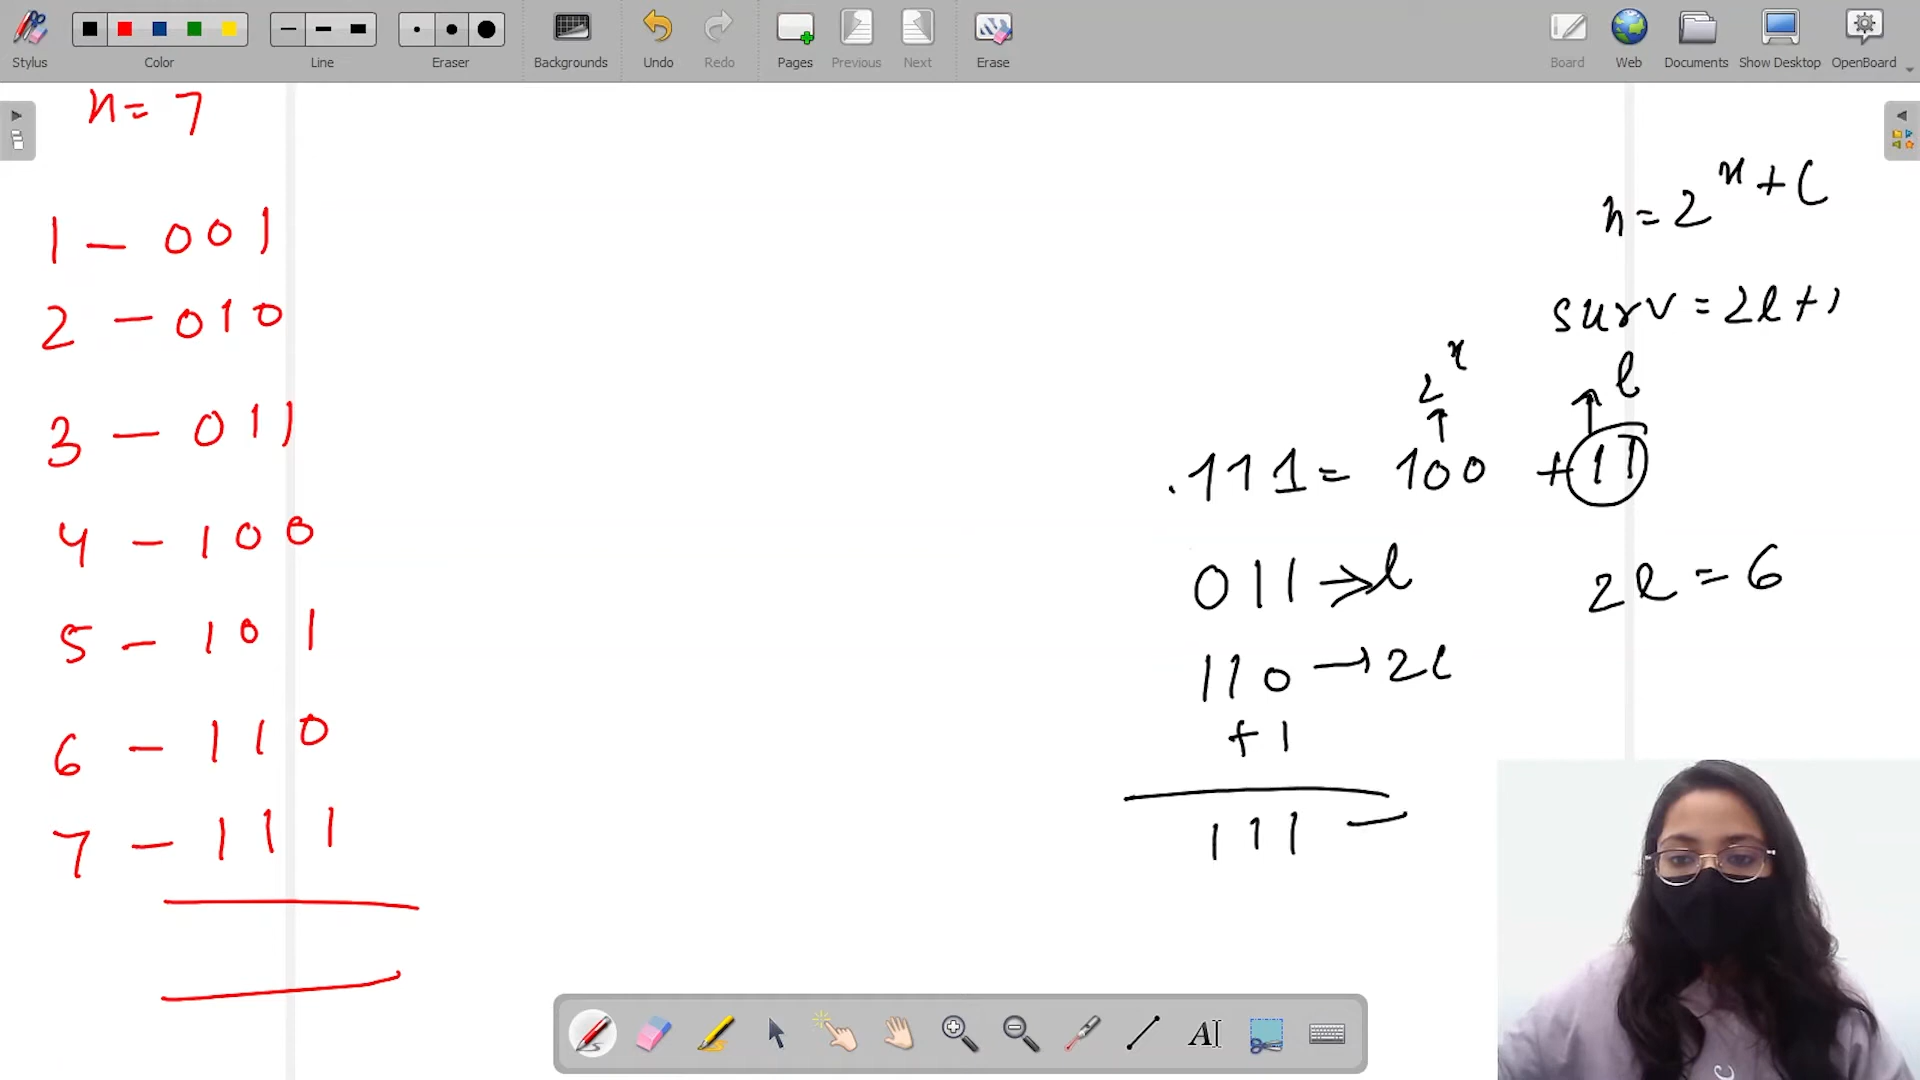 Stylus Color Line Eraser Backgrounds Undo Redo Pages Previous Next Erase Board Web Documents Show Desktop OpenBoard
n = 7
1 - 001
2 - 010
3 - 011
4 - 100
5 - 101
6 - 110
7 - 111
n = 2^x + l
surv = 2l + 1
2^x l
.111 = 100 + 11
011 → l
2l = 6
110 → 2l
+1
111